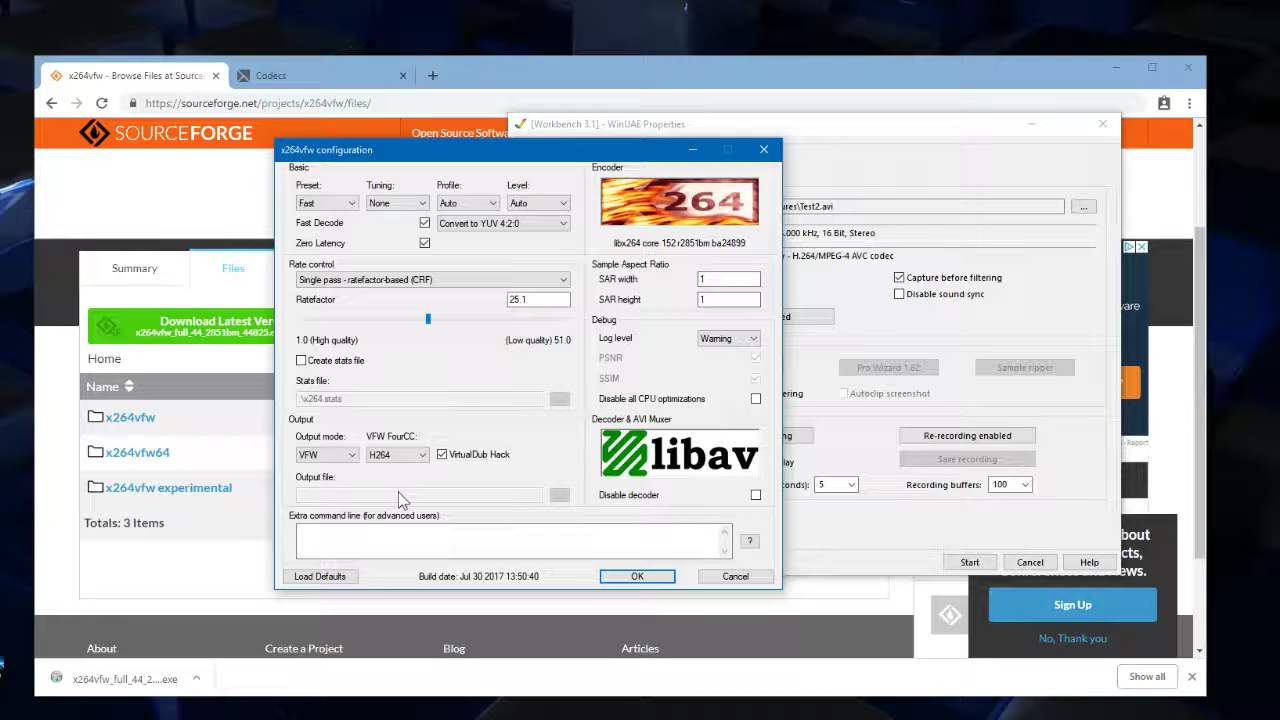 x264vfw - Browse Files at Source
Codecs
https://sourceforge.net/projects/x264vfw/files/
SOURCEFORGE
Open Source Softwa
[Workbench 3.1] - WinUAE Properties
x264vfw configuration
Basic
Preset:
Tuning:
Profile:
Level:
Fast
None
Auto
Auto
Fast Decode
Convert to YUV 4:2:0
Zero Latency
Encoder
264
libx264 core 152 r2851bm ba24899
Rate control
Single pass - ratefactor-based (CRF)
Ratefactor
25.1
1.0 (High quality)
(Low quality) 51.0
Create stats file
Stats file:
.\x264.stats
Sample Aspect Ratio
SAR width
1
SAR height
1
Debug
Log level
Warning
PSNR
SSIM
Disable all CPU optimizations
Output
Output mode:
VFW FourCC:
VFW
H264
VirtualDub Hack
Output file:
Decoder & AVI Muxer
libav
Disable decoder
Extra command line (for advanced users)
?
Load Defaults
Build date: Jul 30 2017 13:50:40
OK
Cancel
ures\Test2.avi
...
.000 kHz, 16 Bit, Stereo
- H.264/MPEG-4 AVC codec
Capture before filtering
Disable sound sync
ed
Pro Wizard 1.62
Sample ripper
ering
Autoclip screenshot
ng
Re-recording enabled
lay
Save recording
conds):
5
Recording buffers:
100
Start
Cancel
Help
Summary
Files
Download Latest Ver
x264vfw_full_44_2851bm_44825.e
Home
Name
x264vfw
x264vfw64
x264vfw experimental
Totals: 3 Items
ware
Report
bout
cts,
Sign Up
No, Thank you
About
Create a Project
Blog
Articles
x264vfw_full_44_2....exe
Show all